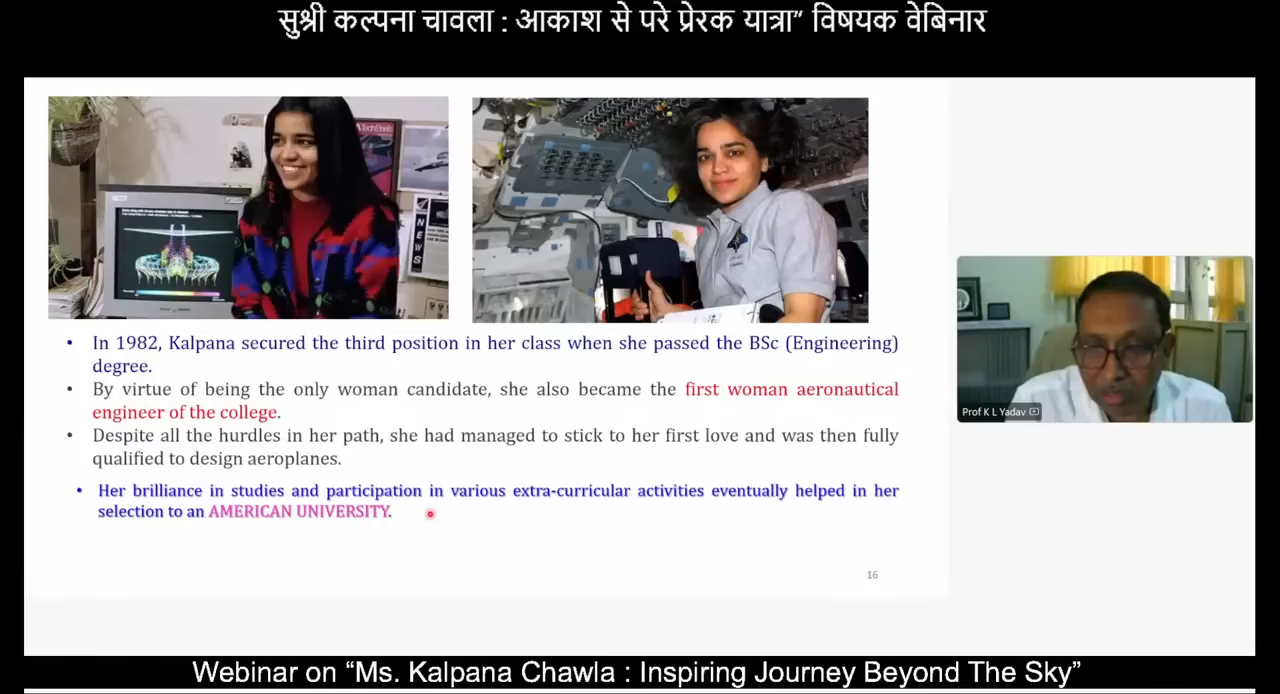 सुश्री कल्पना चावला : आकाश से परे प्रेरक यात्रा” विषयक वेबिनार
NEWS
• In 1982, Kalpana secured the third position in her class when she passed the BSc (Engineering)
degree.
• By virtue of being the only woman candidate, she also became the first woman aeronautical
engineer of the college.
• Despite all the hurdles in her path, she had managed to stick to her first love and was then fully
qualified to design aeroplanes.
• Her brilliance in studies and participation in various extra-curricular activities eventually helped in her
selection to an AMERICAN UNIVERSITY.
16
Prof K L Yadav
Webinar on “Ms. Kalpana Chawla : Inspiring Journey Beyond The Sky”